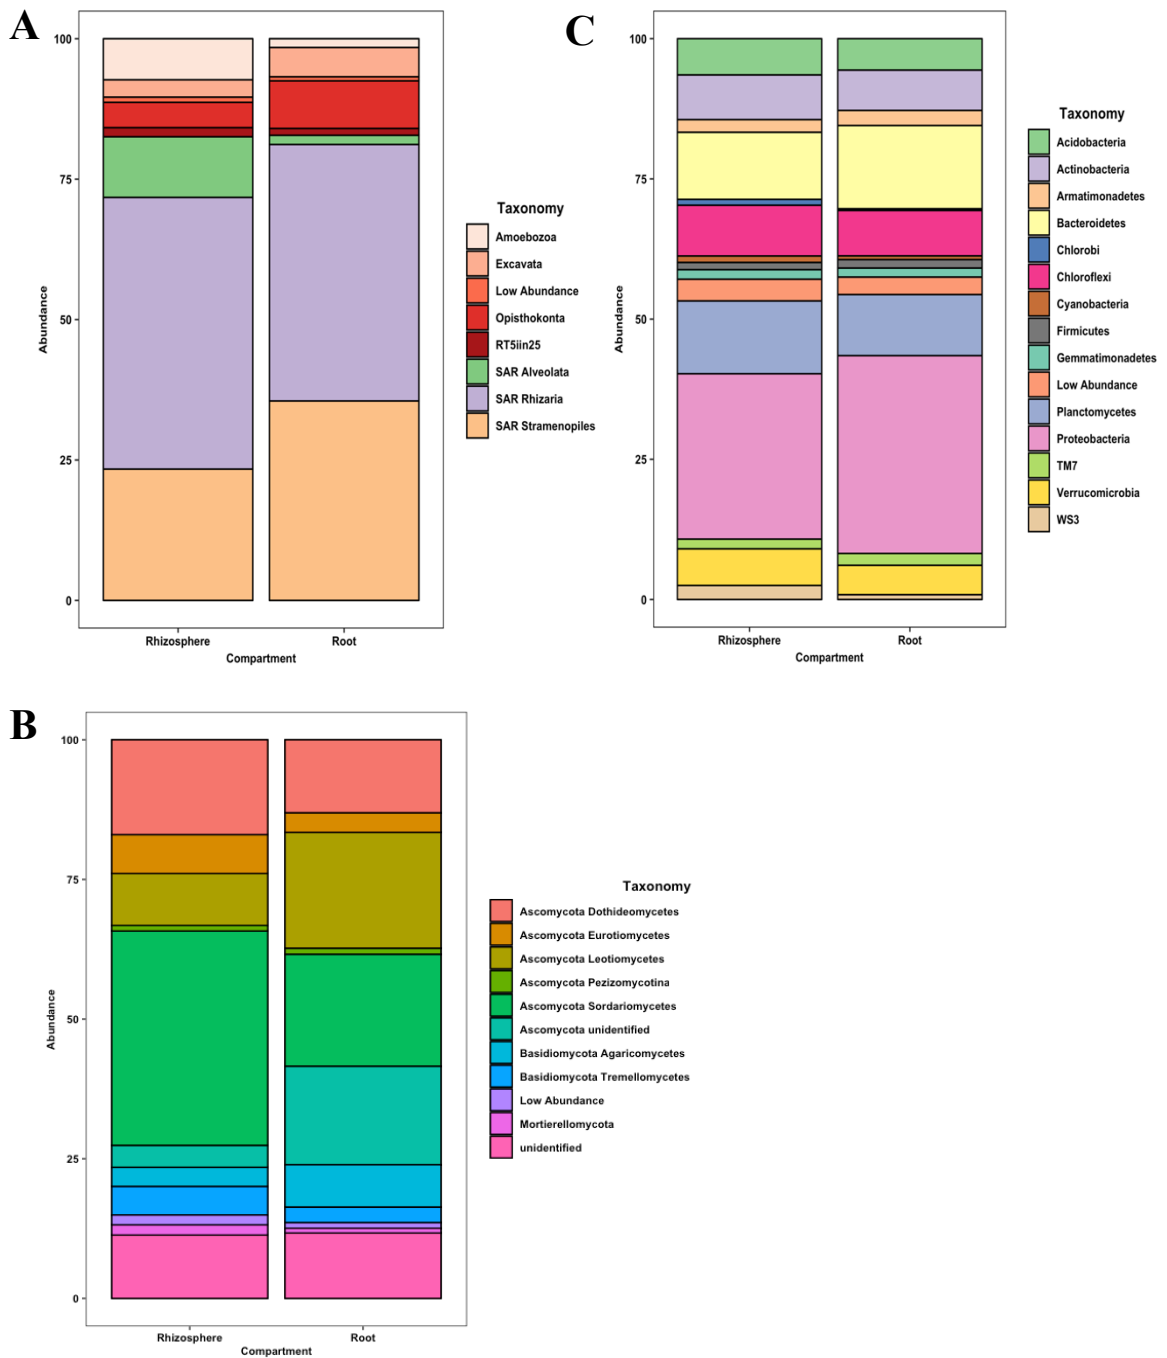 A
100
75
50
25
0
Abundance
Rhizosphere
Root
Compartment
Taxonomy
Amoebozoa
Excavata
Low Abundance
Opisthokonta
RT5iin25
SAR Alveolata
SAR Rhizaria
SAR Stramenopiles
C
100
75
50
25
0
Abundance
Rhizosphere
Root
Compartment
Taxonomy
Acidobacteria
Actinobacteria
Armatimonadetes
Bacteroidetes
Chlorobi
Chloroflexi
Cyanobacteria
Firmicutes
Gemmatimonadetes
Low Abundance
Planctomycetes
Proteobacteria
TM7
Verrucomicrobia
WS3
B
100
75
50
25
0
Abundance
Rhizosphere
Root
Compartment
Taxonomy
Ascomycota Dothideomycetes
Ascomycota Eurotiomycetes
Ascomycota Leotiomycetes
Ascomycota Pezizomycotina
Ascomycota Sordariomycetes
Ascomycota unidentified
Basidiomycota Agaricomycetes
Basidiomycota Tremellomycetes
Low Abundance
Mortierellomycota
unidentified